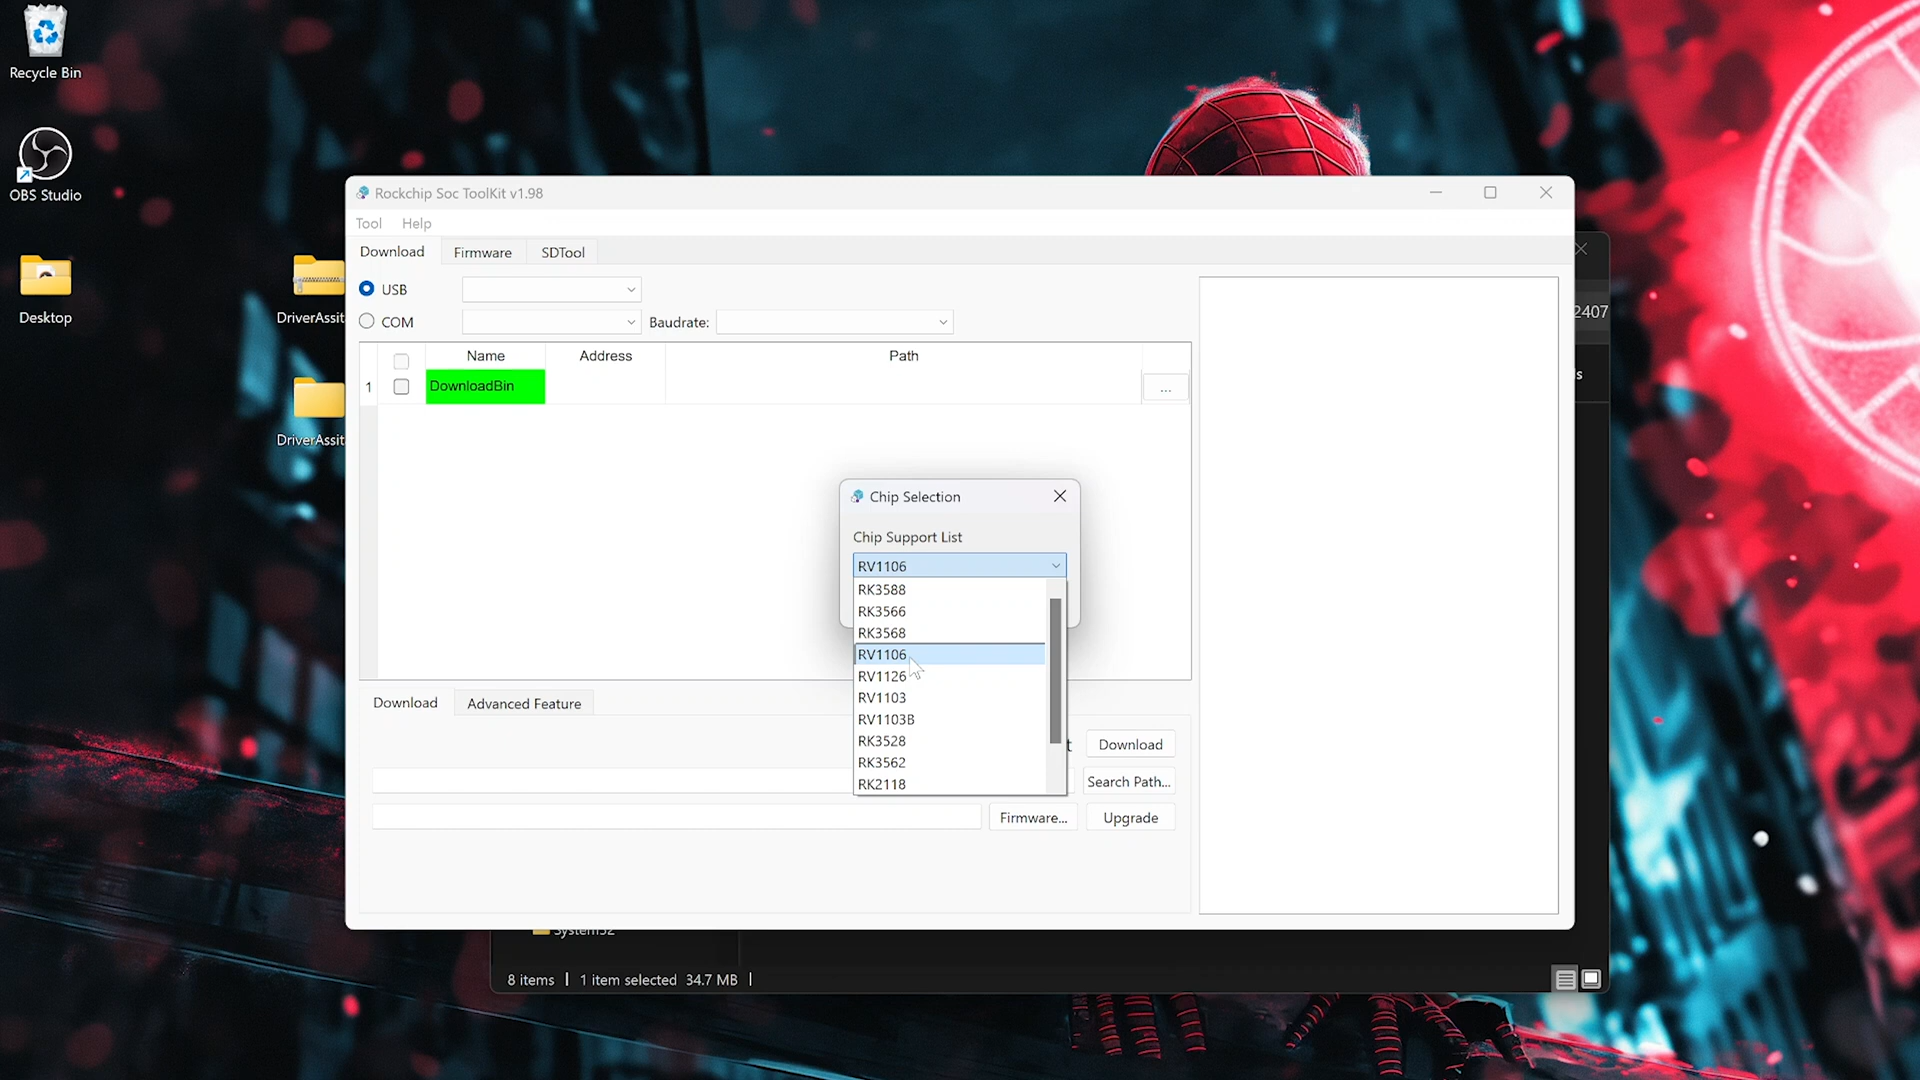 Recycle Bin
OBS Studio
Desktop
DriverAssit
DriverAssit
Rockchip Soc ToolKit v1.98
Tool Help
Download Firmware SDTool
USB
COM Baudrate:
Name Address Path
1 DownloadBin ...
Chip Selection
Chip Support List
RV1106
RK3588
RK3566
RK3568
RV1106
RV1126
RV1103
RV1103B
RK3528
RK3562
RK2118
Download Advanced Feature
t Download
Search Path...
Firmware... Upgrade
2407
s
System32
8 items | 1 item selected 34.7 MB |